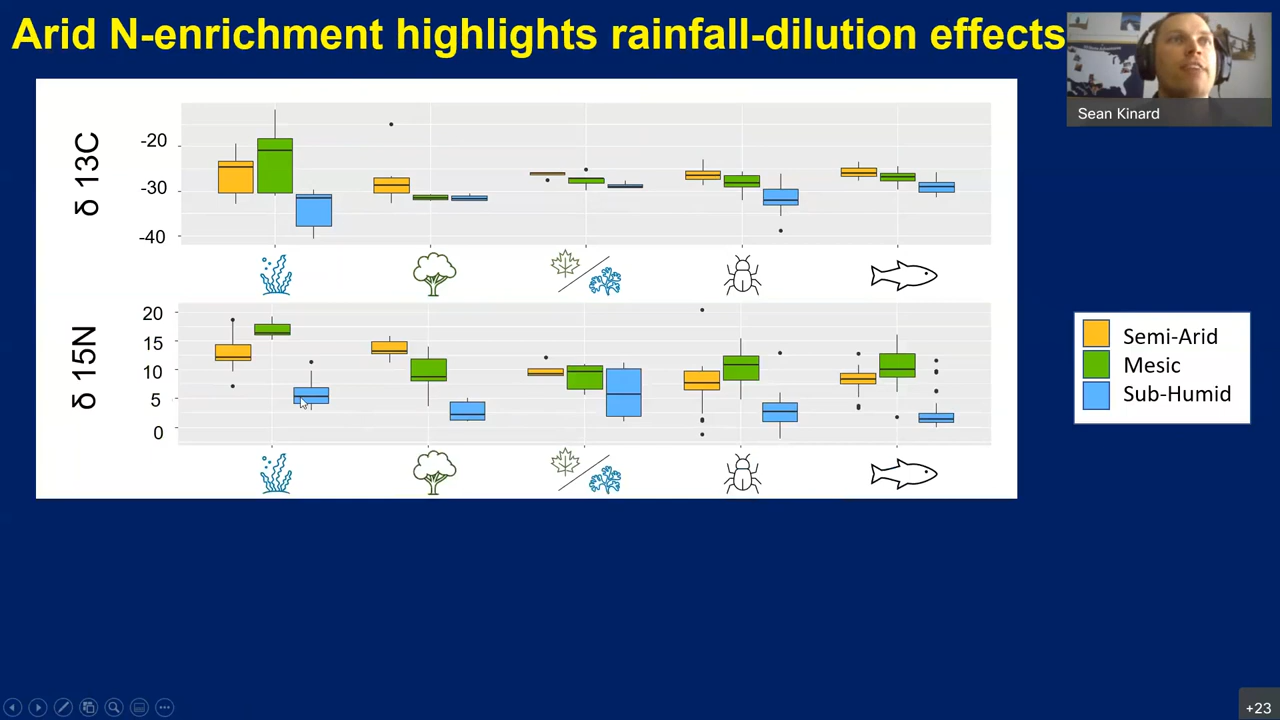 Arid N-enrichment highlights rainfall-dilution effects
Sean Kinard
δ 13C
-20
-30
-40
δ 15N
20
15
10
5
0
Semi-Arid
Mesic
Sub-Humid
+23